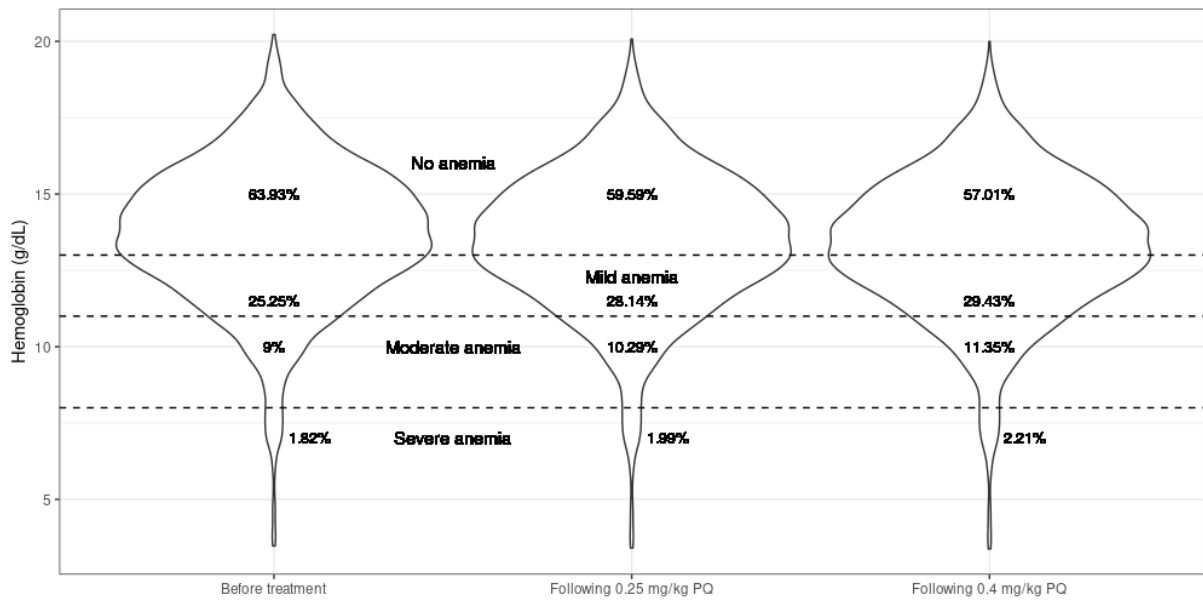 20
No anemia
63.93% 59.59% 57.01%
15
Mild anemia
25.25% 28.14% 29.43%
9% Moderate anemia 10.29% 11.35%
10
1.82% Severe anemia 1.99% 2.21%
5
Hemoglobin (g/dL)
Before treatment Following 0.25 mg/kg PQ Following 0.4 mg/kg PQ